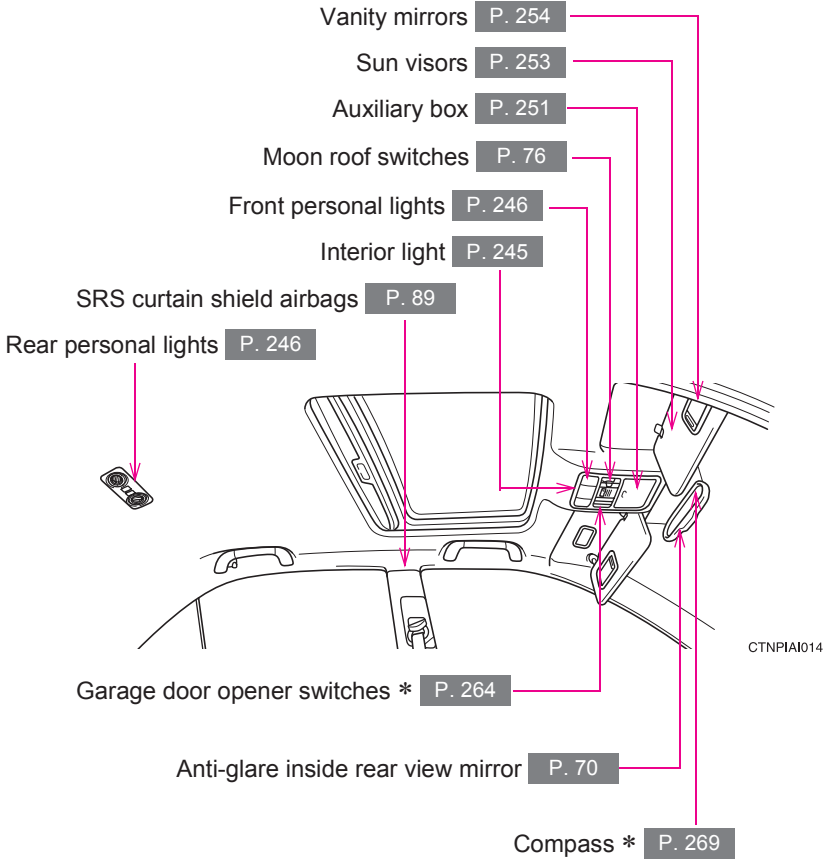 Vanity mirrors P. 254
Sun visors P. 253
Auxiliary box P. 251
Moon roof switches P. 76
Front personal lights P. 246
Interior light P. 245
SRS curtain shield airbags P. 89
Rear personal lights P. 246
CTNPIAI014
Garage door opener switches * P. 264
Anti-glare inside rear view mirror P. 70
Compass * P. 269